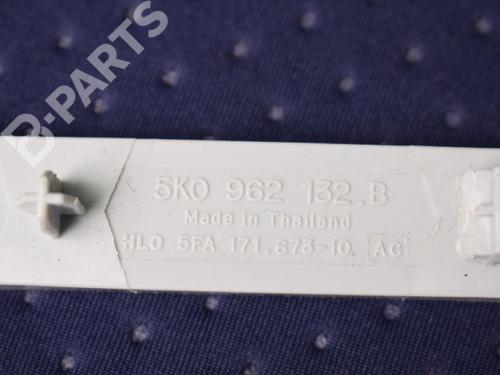 B-PARTS
5K0 962 132.B
Made in Thailand
HLO 5FA 171.673-10 AC